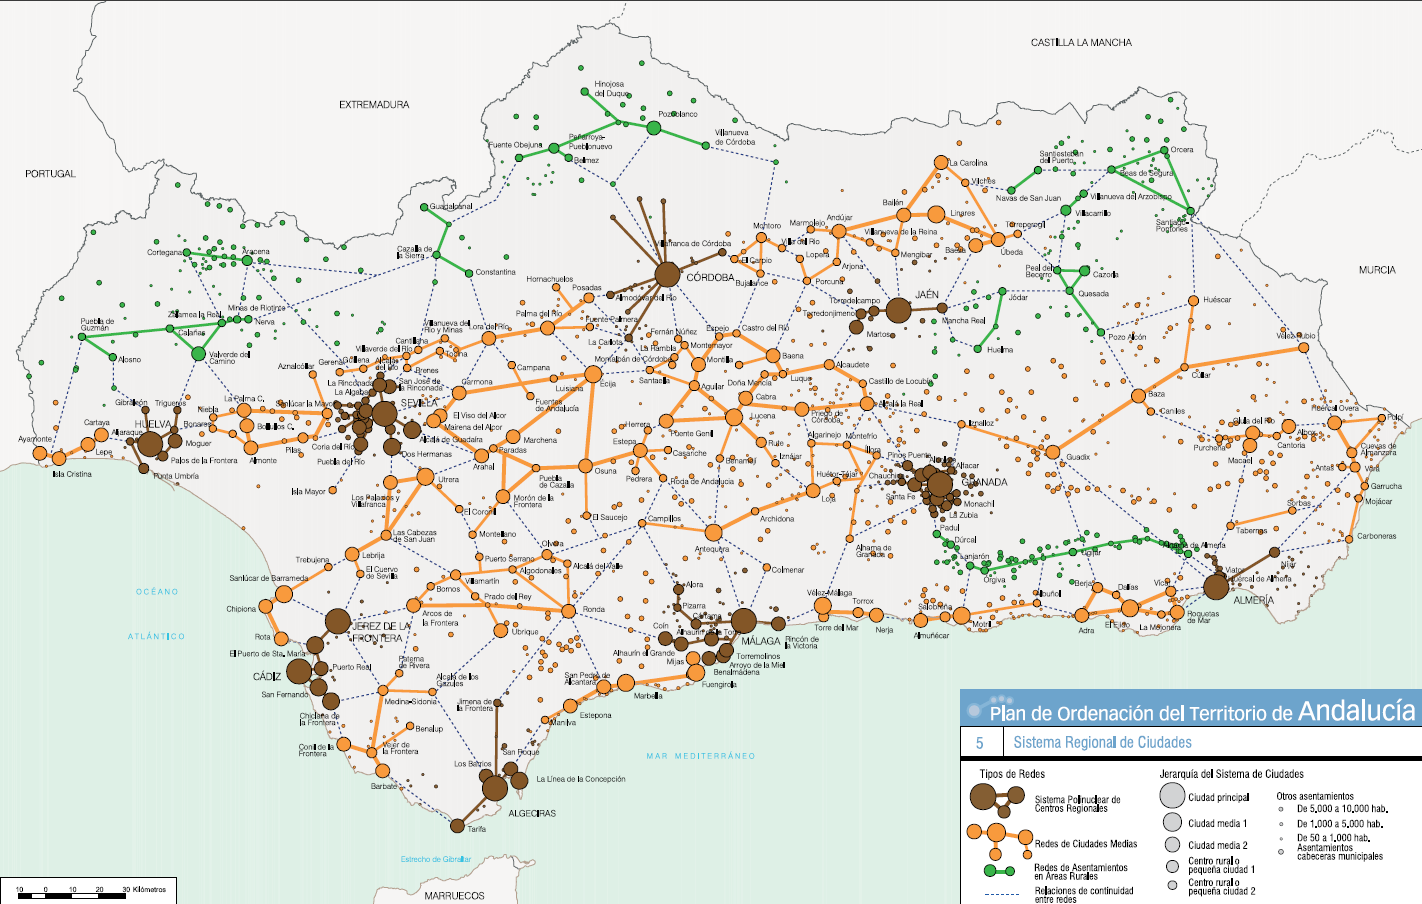 CASTILLA LA MANCHA
EXTREMADURA
PORTUGAL
MURCIA
Hinojosa
del Duque
Pozoblanco
Villanueva
de Córdoba
Peñarroya-
Pueblonuevo
Fuente Obejuna
Belmez
Guadalcanal
Cazalla de
la Sierra
Constantina
Cortegana
Aracena
Minas de Riotinto
Nerva
Zalamea la Real
Calañas
Puebla de
Guzmán
Alosno
Valverde del
Camino
La Carolina
Vilches
Santiesteban
del Puerto
Navas de San Juan
Orcera
Beas de Segura
Villanueva del Arzobispo
Villacarrillo
Santiago-
Pontones
Torreperogil
Bailén
Linares
Andújar
Marmolejo
Villanueva de la Reina
Mengibar
Baeza
Úbeda
Montoro
Villa del Rio
Lopera
Arjona
Porcuna
El Carpio
Bujalance
Villafranca de Córdoba
CÓRDOBA
Almodóvar del Río
Hornachuelos
Posadas
Palma del Río
Fuente Palmera
La Carlota
Peal del
Becerro
Cazorla
Quesada
Jódar
Huelma
Pozo Alcón
Huéscar
Vélez-Rubio
JAÉN
Mancha Real
Torredelcampo
Torredonjimeno
Martos
Fernán Núñez
Espejo
Castro del Río
La Rambla
Montemayor
Montalbán de Córdoba
Montilla
Santaella
Aguilar
Doña Mencía
Baena
Luque
Cabra
Lucena
Alcaudete
Castillo de Locubín
Alcalá la Real
Priego de
Córdoba
Rute
Iznájar
Benamejí
Algarinejo
Montefrío
Íllora
Puente Genil
Herrera
Estepa
Casariche
Pedrera
Roda de Andalucía
Écija
Luisiana
Campana
Fuentes
de Andalucía
Villanueva del
Río y Minas
Lora del Río
Cantillana
Villaverde del Río
Tocina
Brenes
Alcalá
del Río
Guillena
Gerena
Aznalcóllar
La Rinconada
San José de
la Rinconada
La Algaba
SEVILLA
Carmona
El Viso del Alcor
Mairena del Alcor
Alcalá de Guadaíra
Dos Hermanas
Coria del Río
Puebla del Río
Sanlúcar la Mayor
Pilas
Isla Mayor
Marchena
Paradas
Arahal
Puebla
de Cazalla
Osuna
Morón de la
Frontera
Utrera
El Coronil
Montellano
El Saucejo
Los Palacios y
Villafranca
Las Cabezas
de San Juan
Lebrija
Trebujena
El Cuervo
de Sevilla
Gibraleón
Trigueros
Niebla
La Palma C.
Bonares
Bollullos C.
Almonte
HUELVA
Aljaraque
Moguer
Palos de la Frontera
Punta Umbría
Cartaya
Lepe
Ayamonte
Isla Cristina
Cúllar
Baza
Caniles
Iznalloz
Guadix
Pinos Puente
Alfacar
Chauchina
Santa Fe
GRANADA
Monachil
La Zubia
Huétor-Tájar
Loja
Archidona
Antequera
Campillos
Alhama de
Granada
Padul
Dúrcal
Lanjarón
Órgiva
Ugíjar
Alhama de Almería
Huércal Overa
Pulpí
Olula del Río
Albox
Cantoria
Purchena
Macael
Cuevas de
Almanzora
Antas
Vera
Garrucha
Mojácar
Sorbas
Tabernas
Carboneras
Níjar
Viator
Huércal de Almería
ALMERÍA
Vícar
Roquetas
de Mar
La Mojonera
El Ejido
Dalías
Berja
Adra
Albuñol
Motril
Salobreña
Almuñécar
Nerja
Torrox
Vélez-Málaga
Torre del Mar
Colmenar
Rincón de
la Victoria
MÁLAGA
Torremolinos
Arroyo de la Miel
Benalmádena
Fuengirola
Mijas
Alhaurín de la Torre
Alhaurín el Grande
Coín
Cártama
Pizarra
Álora
San Pedro de
Alcántara
Marbella
Estepona
Manilva
Ronda
Alcalá del Valle
Olvera
Puerto Serrano
Algodonales
Villamartín
Bornos
Prado del Rey
Ubrique
Arcos de
la Frontera
Sanlúcar de Barrameda
Chipiona
Rota
JEREZ DE LA
FRONTERA
El Puerto de Sta. María
Puerto Real
CÁDIZ
San Fernando
Chiclana de
la Frontera
Paterna
de Rivera
Alcalá de los
Gazules
Medina-Sidonia
Benalup
Jimena de
la Frontera
Conil de la
Frontera
Vejer de
la Frontera
Barbate
San Roque
Los Barrios
La Línea de la Concepción
ALGECIRAS
Tarifa
OCÉANO
ATLÁNTICO
MAR MEDITERRÁNEO
Estrecho de Gibraltar
MARRUECOS
10 0 10 20 30 Kilómetros
Plan de Ordenación del Territorio de Andalucía
5 Sistema Regional de Ciudades
Tipos de Redes
Sistema Polinuclear de
Centros Regionales
Redes de Ciudades Medias
Redes de Asentamientos
en Áreas Rurales
Relaciones de continuidad
entre redes
Jerarquía del Sistema de Ciudades
Ciudad principal
Ciudad media 1
Ciudad media 2
Centro rural o
pequeña ciudad 1
Centro rural o
pequeña ciudad 2
Otros asentamientos
De 5.000 a 10.000 hab.
De 1.000 a 5.000 hab.
De 50 a 1.000 hab.
Asentamientos
cabeceras municipales